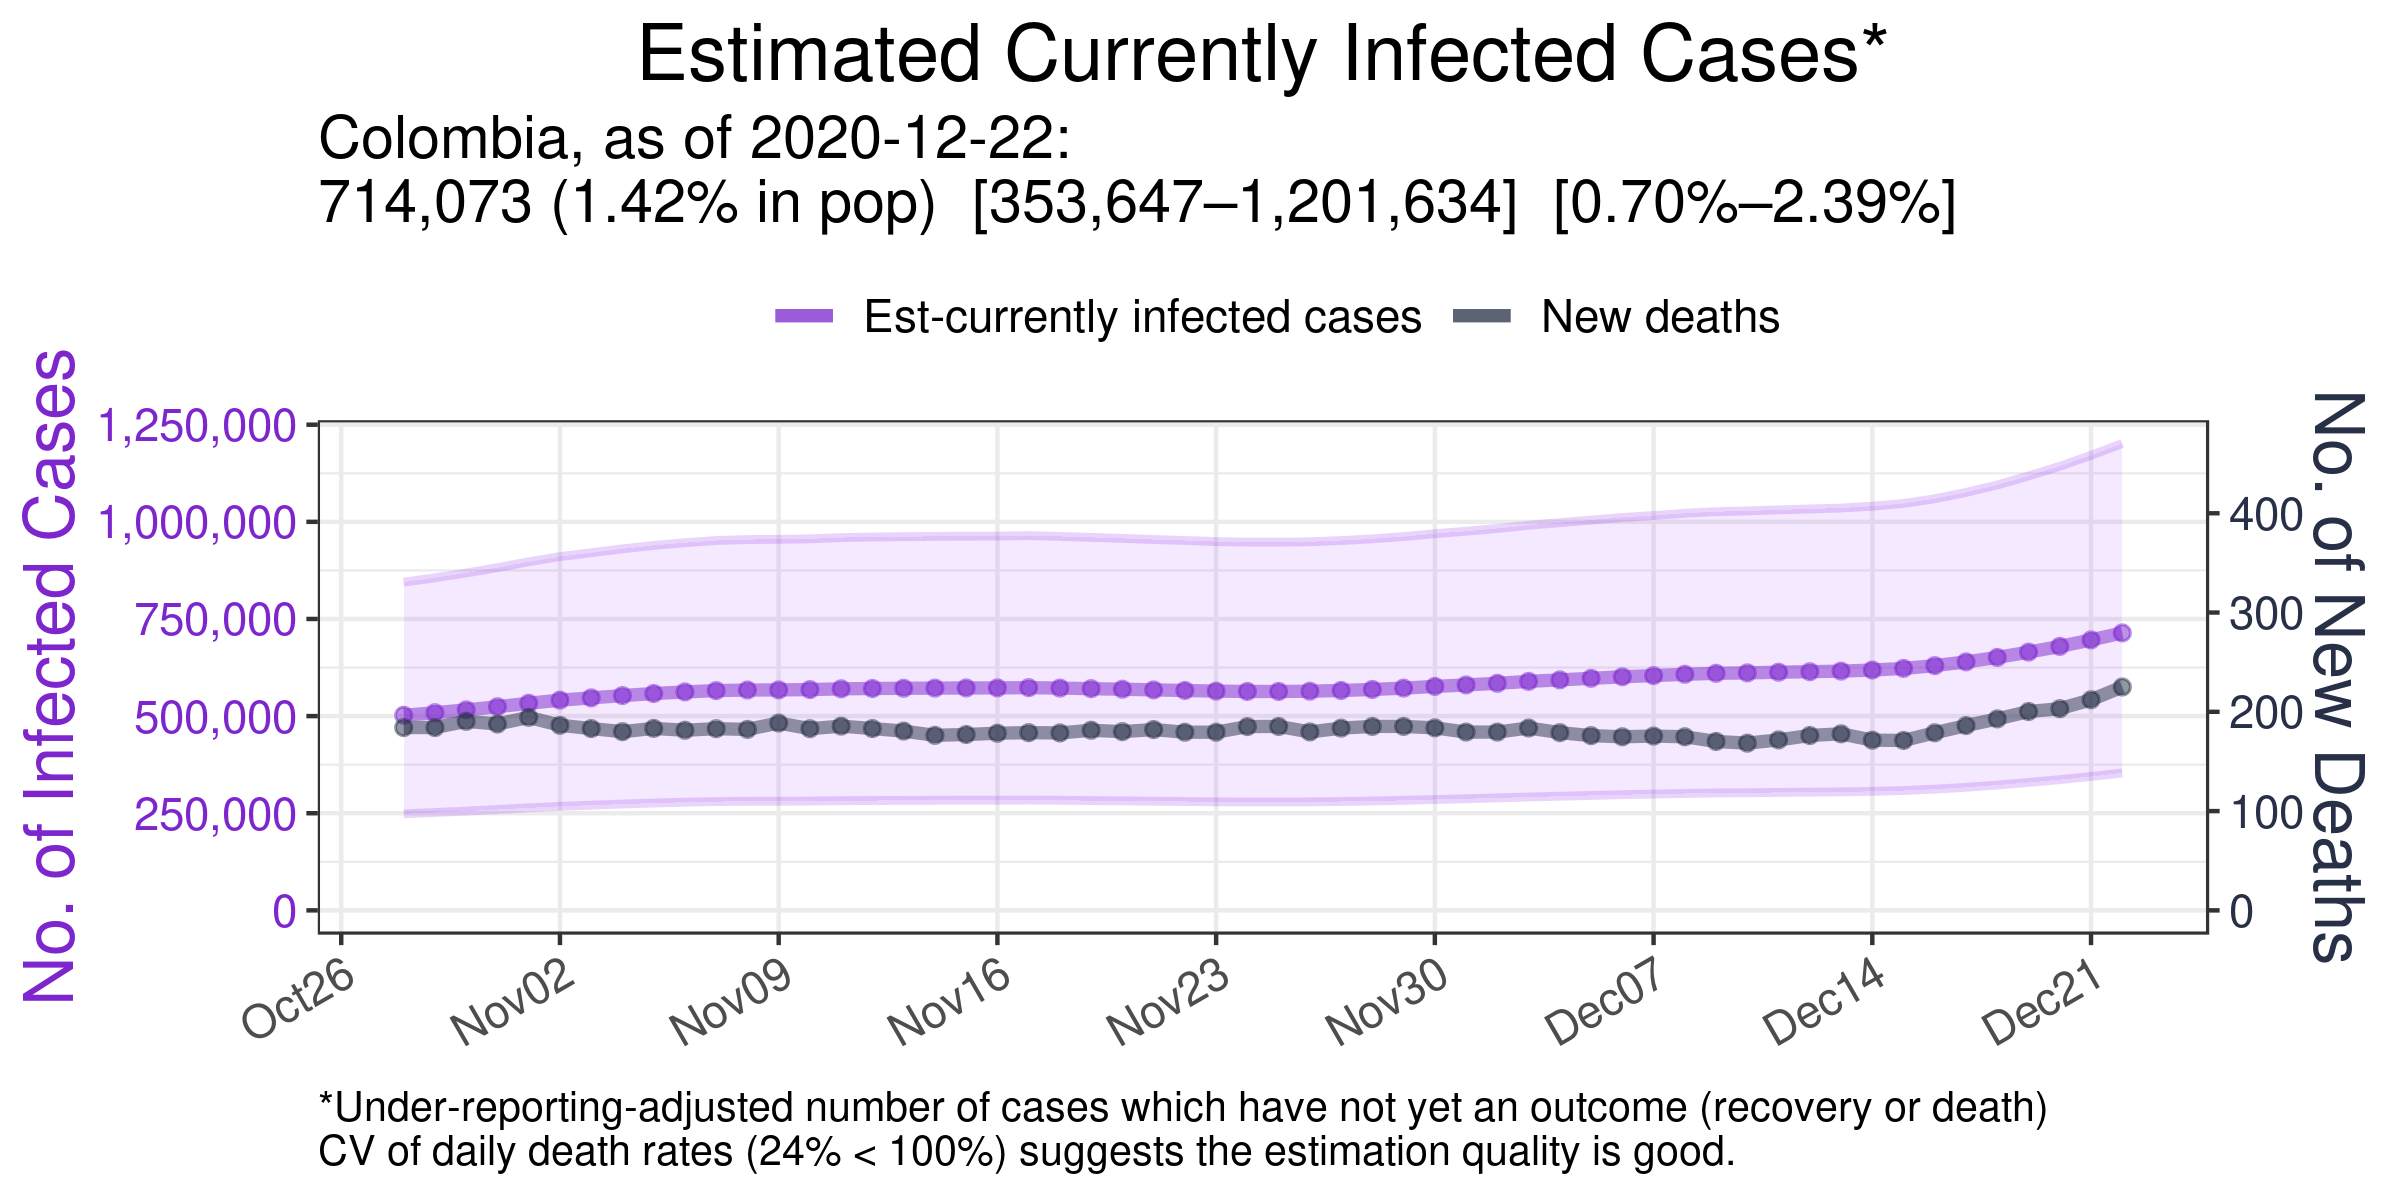 Estimated Currently Infected Cases*
Colombia, as of 2020-12-22:
714,073 (1.42% in pop)  [353,647–1,201,634]  [0.70%–2.39%]
Est-currently infected cases
New deaths
No. of Infected Cases
1,250,000
1,000,000
750,000
500,000
250,000
0
No. of New Deaths
400
300
200
100
0
Oct26
Nov02
Nov09
Nov16
Nov23
Nov30
Dec07
Dec14
Dec21
*Under-reporting-adjusted number of cases which have not yet an outcome (recovery or death)
CV of daily death rates (24% < 100%) suggests the estimation quality is good.